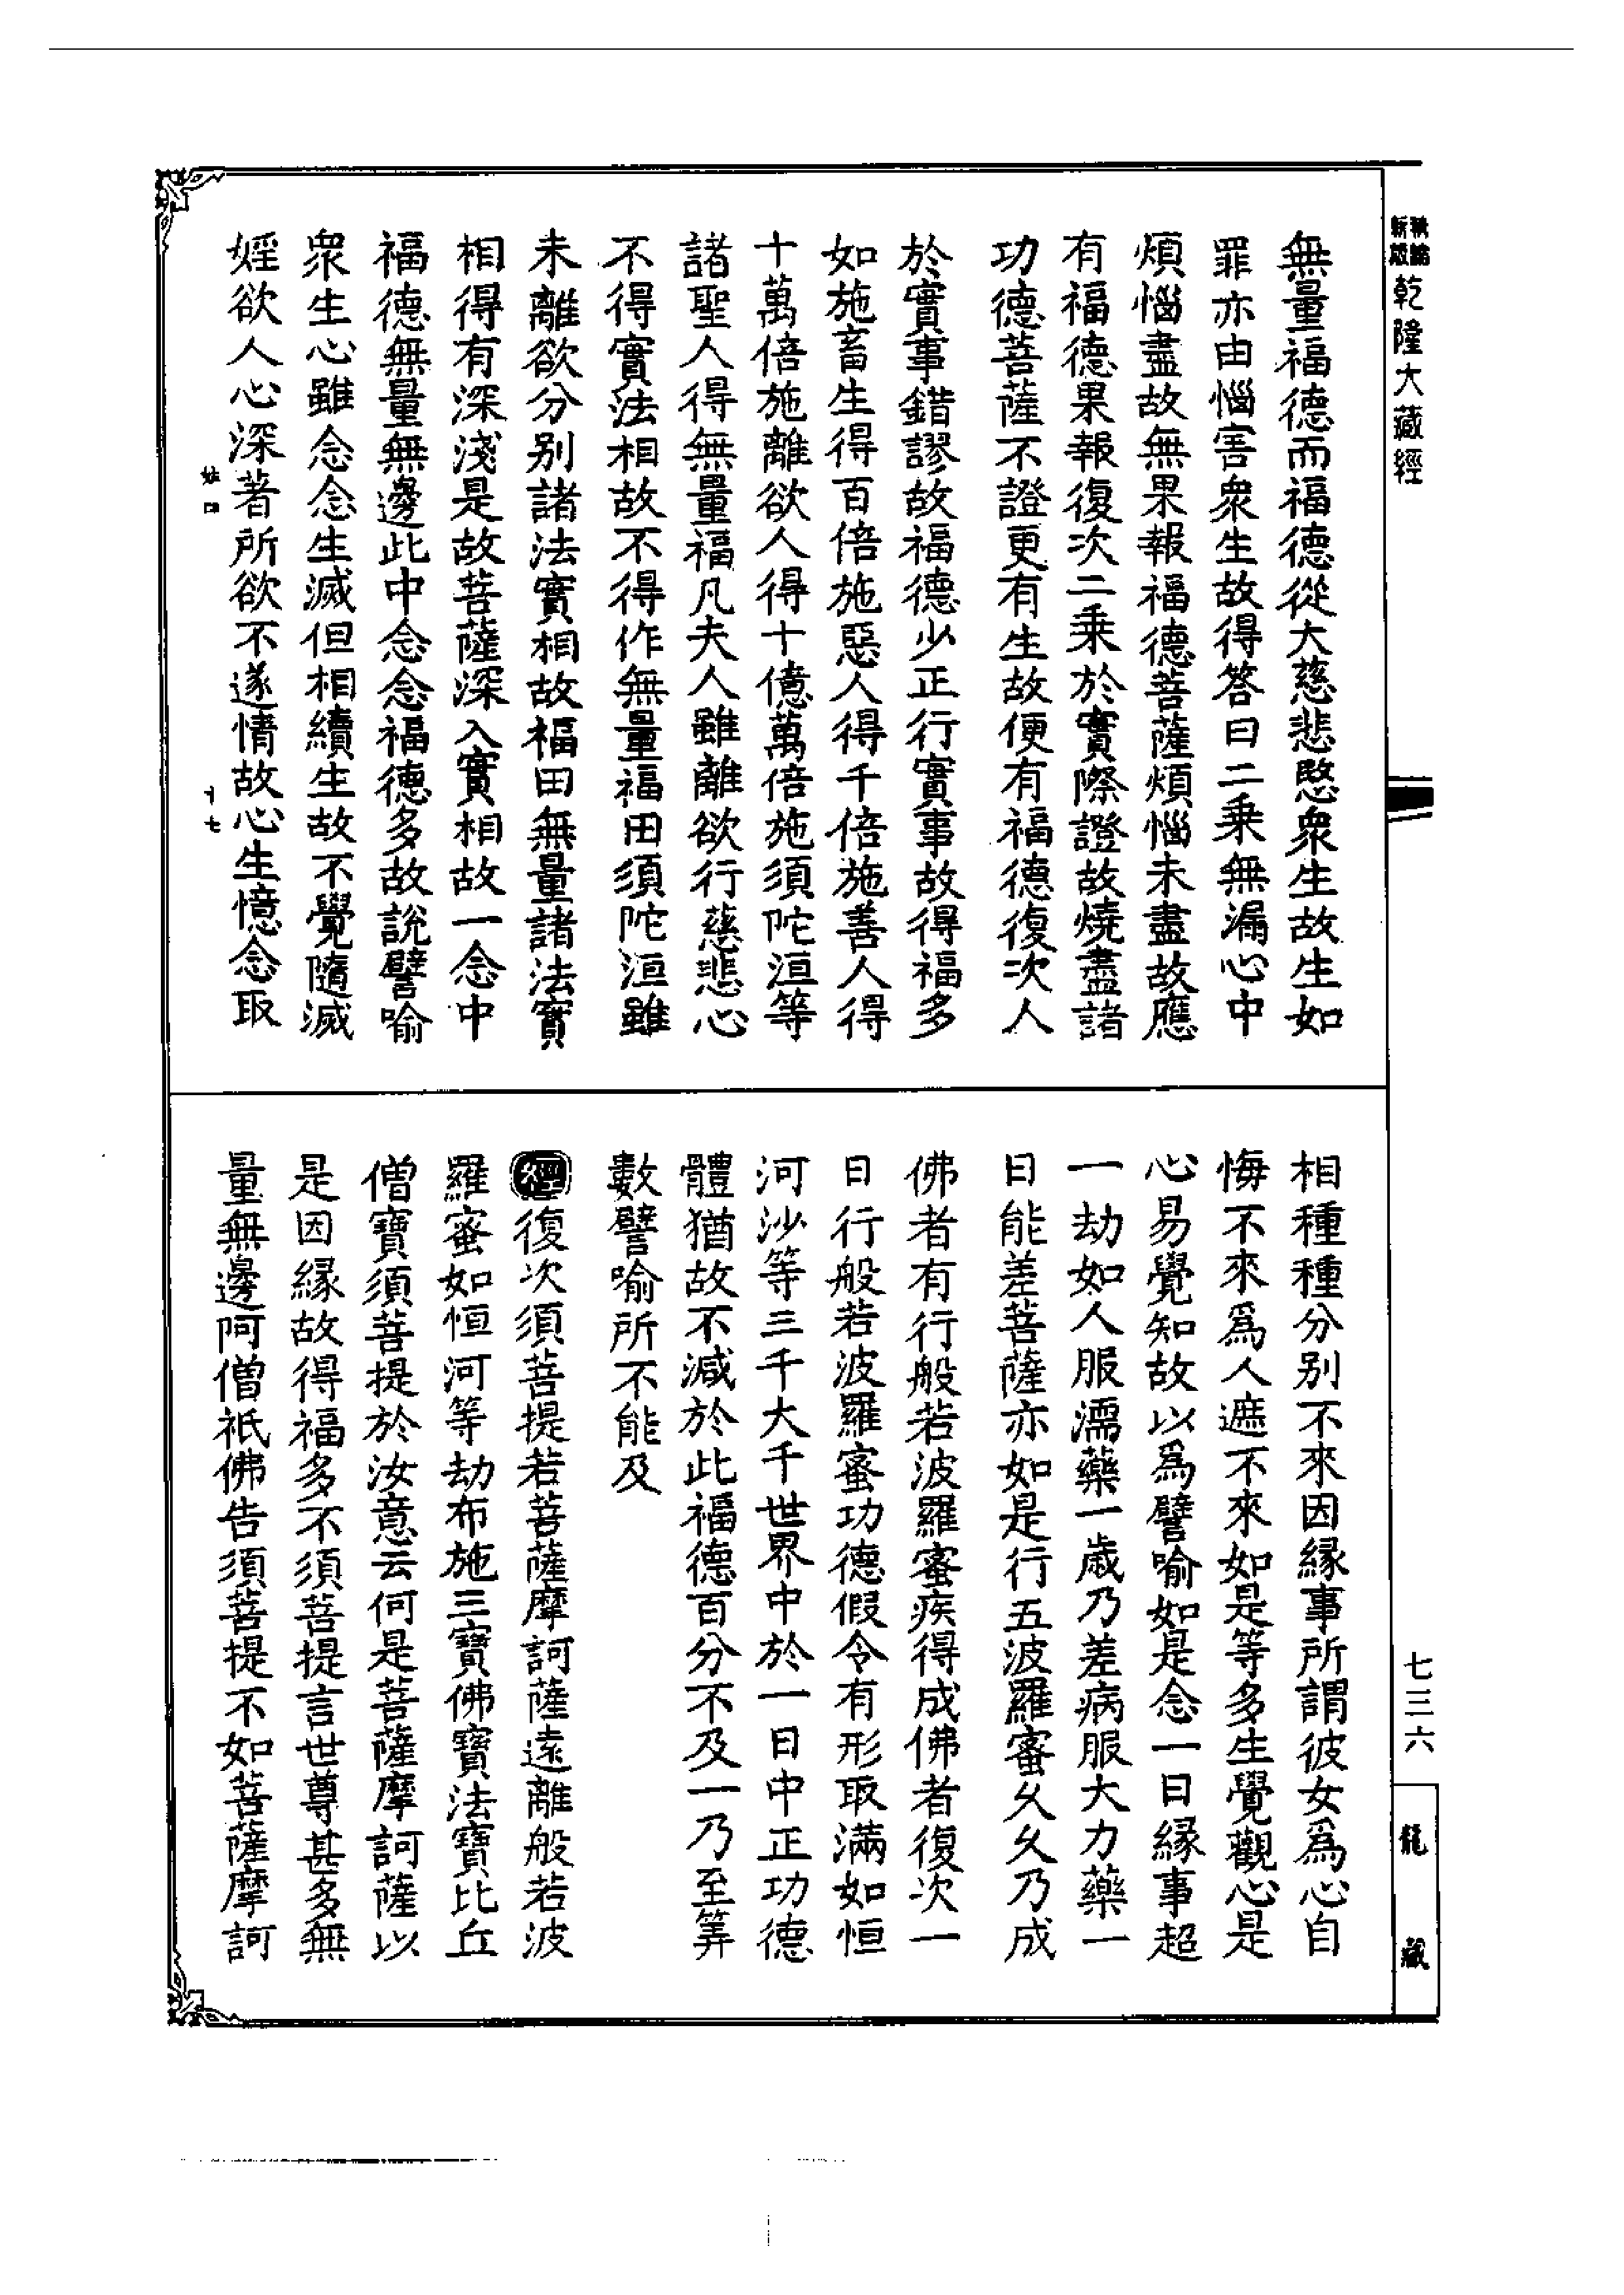 乾隆大藏經
無量福德而福德從大慈悲愍衆生故生如
罪亦由惱害衆生故得答曰二乘無漏心中
煩惱盡故無果報福德菩薩煩惱未盡故應
有福德果報復次二乘於實際證故燒盡諸
功德菩薩不證更有生故便有福德復次人
於實事錯謬故福德少正行實事故得福多
如施畜生得百倍施惡人得千倍施善人得
十萬倍施離欲人得十億萬倍施須陀洹等
諸聖人得無量福凡夫人雖離欲行慈悲心
不得實法相故不得作無量福田須陀洹雖
未離欲分別諸法實相故福田無量諸法實
相得有深淺是故菩薩深入實相故一念中
福德無量無邊此中念念福德多故說譬喻
衆生心雖念念生滅但相續生故不覺隨滅
婬欲人心深著所欲不遂情故心生憶念取
十七
相種種分別不來因緣事所謂彼女爲心自
悔不來爲人遮不來如是等多生覺觀心是
心易覺知故以爲譬喻如是念一日緣事超
一劫如人服濡藥一歲乃差病服大力藥一
日能差菩薩亦如是行五波羅蜜久久乃成
佛者有行般若波羅蜜疾得成佛者復次一
日行般若波羅蜜功德假令有形取滿如恒
河沙等三千大千世界中於一日中正功德
體猶故不減於此福德百分不及一乃至筭
數譬喻所不能及
經復次須菩提若菩薩摩訶薩遠離般若波
羅蜜如恒河等劫布施三寶佛寶法寶比丘
僧寶須菩提於汝意云何是菩薩摩訶薩以
是因緣故得福多不須菩提言世尊甚多無
量無邊阿僧祇佛告須菩提不如菩薩摩訶
七三六
龍藏